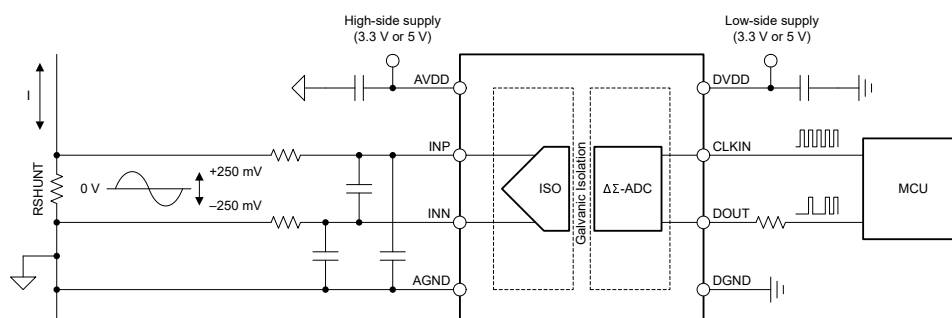 High-side supply
(3.3 V or 5 V)
Low-side supply
(3.3 V or 5 V)
AVDD
DVDD
I
INP
CLKIN
RSHUNT
0 V
+250 mV
–250 mV
ISO
Galvanic Isolation
ΔΣ-ADC
MCU
INN
DOUT
AGND
DGND